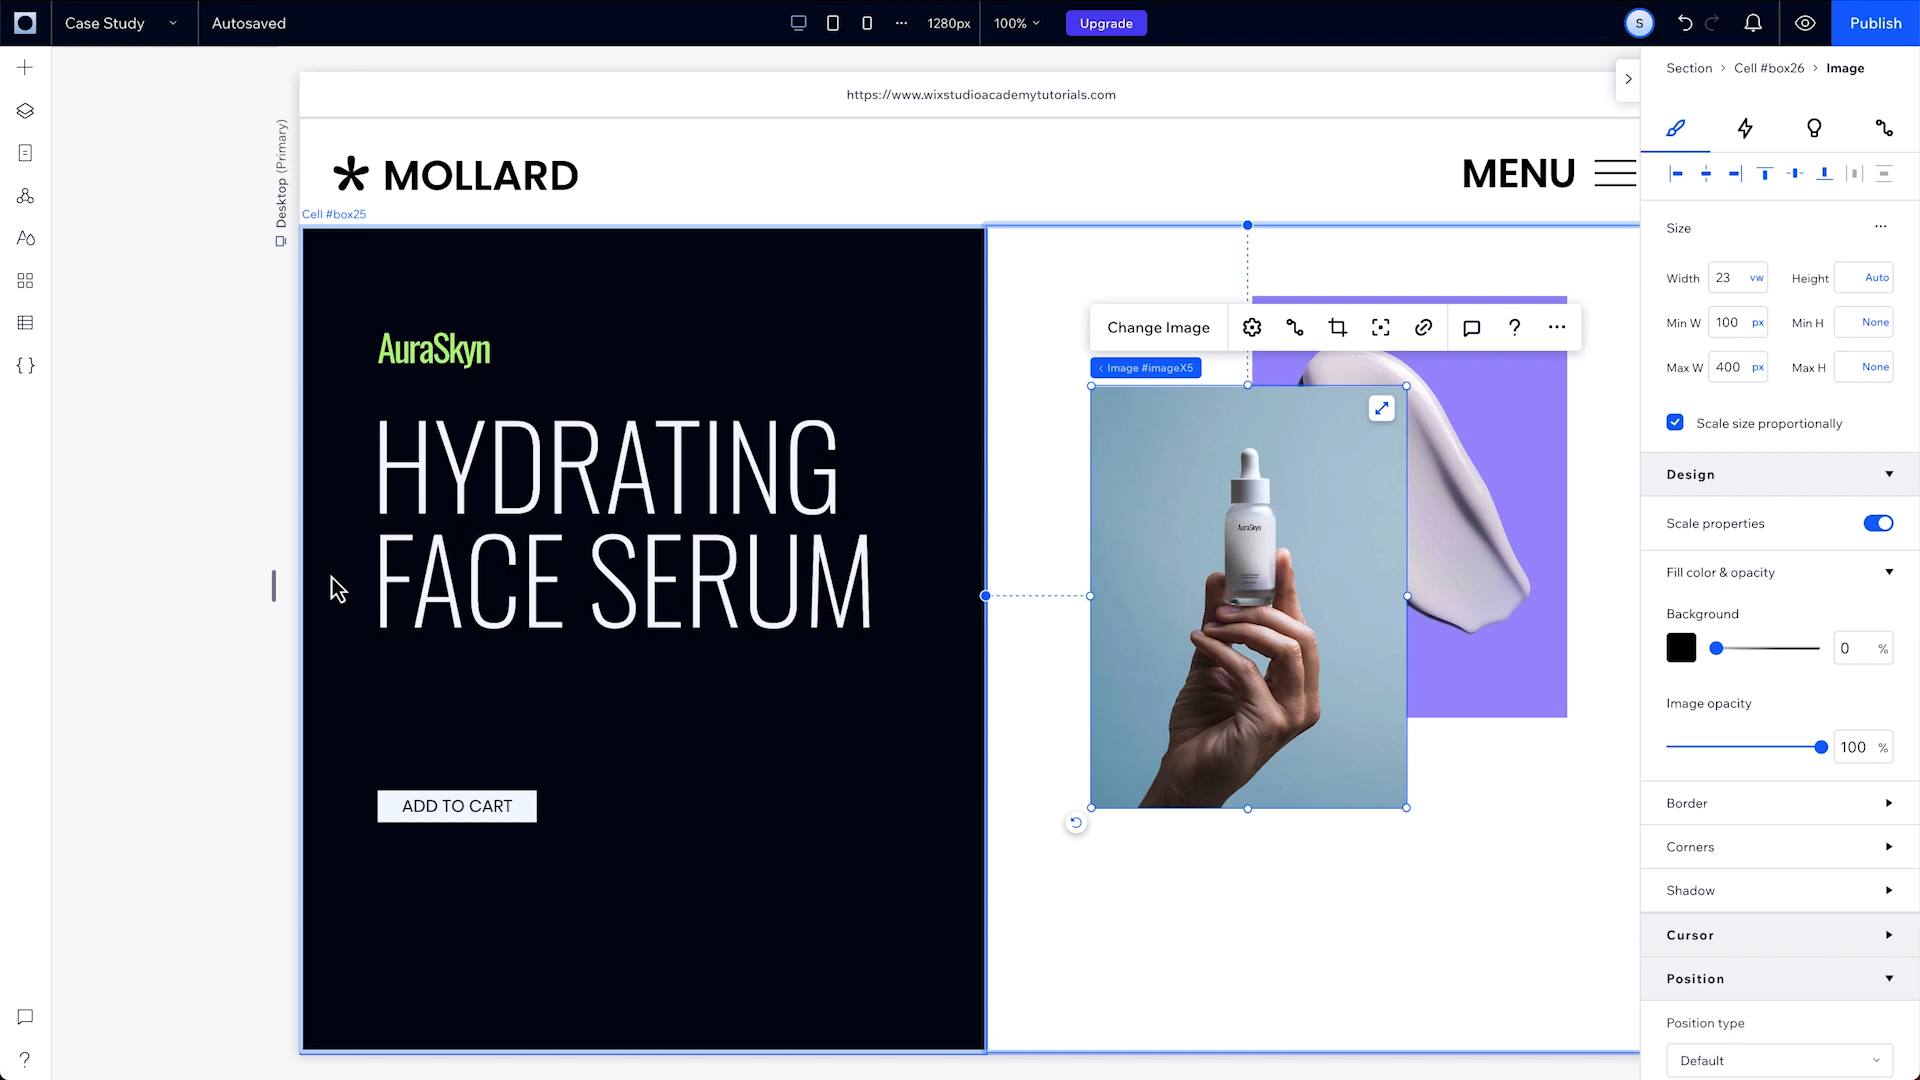 Case Study
Autosaved
1280px
100%
Upgrade
S
Publish
Section > Cell #box26 > Image
https://www.wixstudioacademytutorials.com
Desktop (Primary)
MOLLARD
MENU
Cell #box25
AuraSkyn
HYDRATING
FACE SERUM
ADD TO CART
Change Image
?
< Image #imageX5
AuraSkyn
Size
Width 23 vw Height Auto
Min W 100 px Min H None
Max W 400 px Max H None
Scale size proportionally
Design
Scale properties
Fill color & opacity
Background
0 %
Image opacity
100 %
Border
Corners
Shadow
Cursor
Position
Position type
Default
?